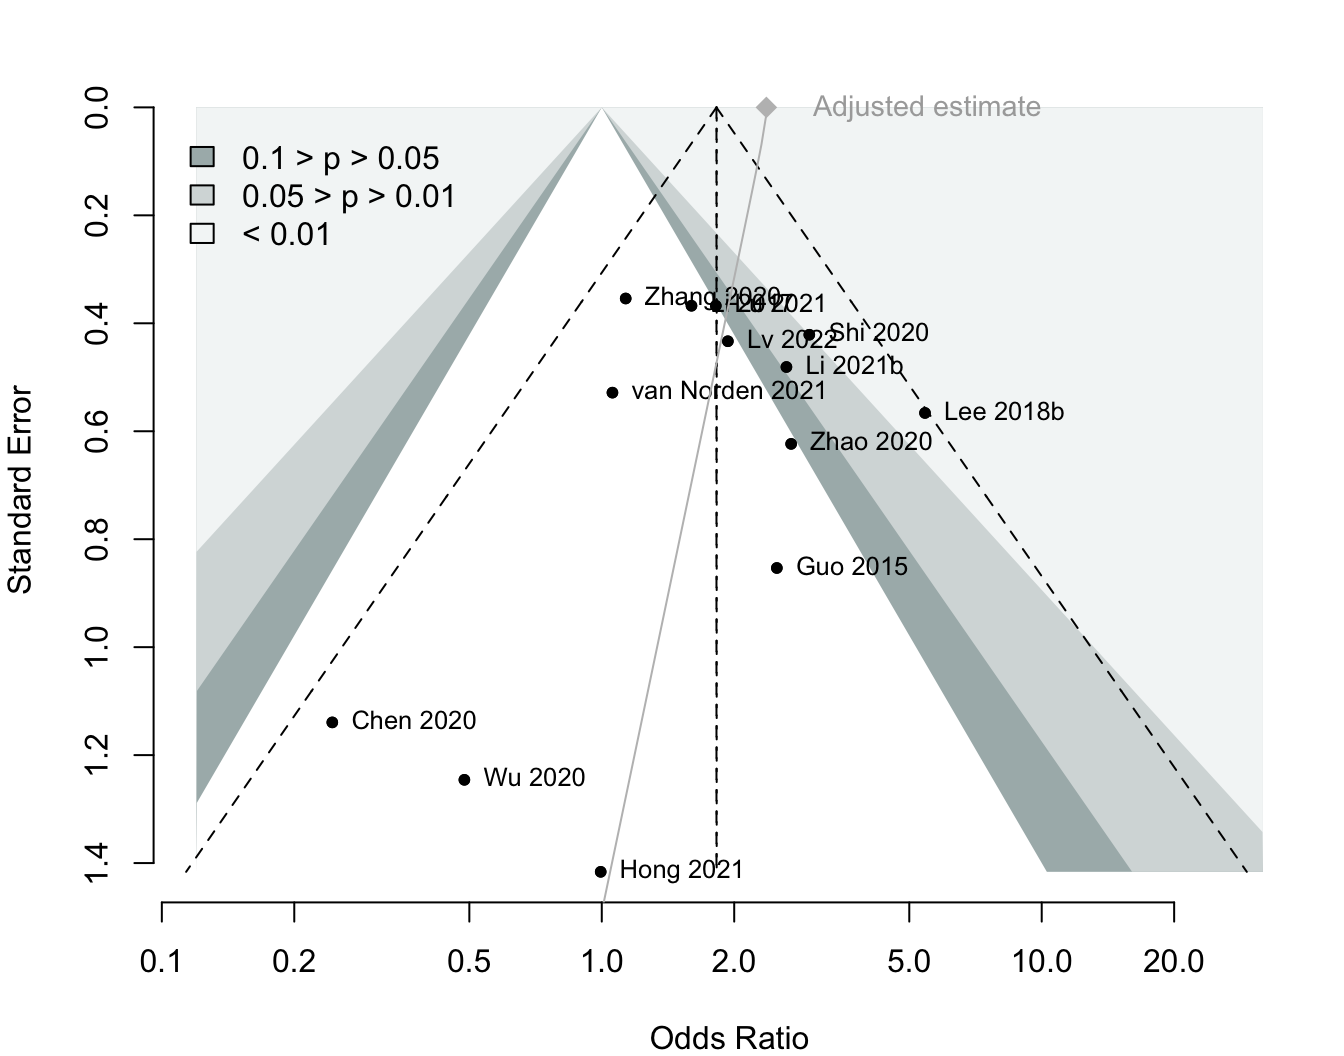 Adjusted estimate
0.1 > p > 0.05
0.05 > p > 0.01
< 0.01
Standard Error
0.0
0.2
0.4
0.6
0.8
1.0
1.2
1.4
Zhang 2020
2021
Shi 2020
Lv 2022
Li 2021b
van Norden 2021
Lee 2018b
Zhao 2020
Guo 2015
Chen 2020
Wu 2020
Hong 2021
0.1 0.2 0.5 1.0 2.0 5.0 10.0 20.0
Odds Ratio